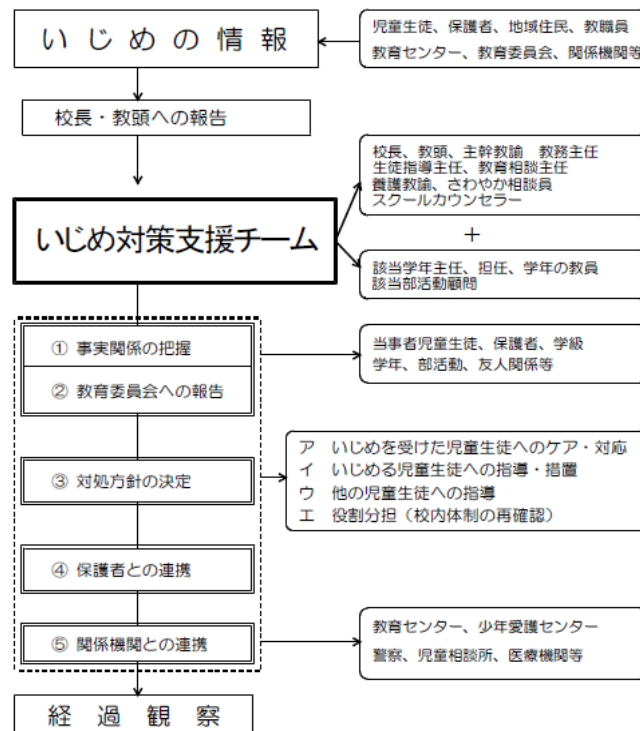 いじめの情報
児童生徒、保護者、地域住民、教職員
教育センター、教育委員会、関係機関等
校長・教頭への報告
校長、教頭、主幹教諭　教務主任
生徒指導主任、教育相談主任
養護教諭、さわやか相談員
スクールカウンセラー
いじめ対策支援チーム
＋
該当学年主任、担任、学年の教員
該当部活動顧問
① 事実関係の把握
当事者児童生徒、保護者、学級
学年、部活動、友人関係等
② 教育委員会への報告
ア　いじめを受けた児童生徒へのケア・対応
イ　いじめる児童生徒への指導・措置
ウ　他の児童生徒への指導
エ　役割分担（校内体制の再確認）
③ 対処方針の決定
④ 保護者との連携
⑤ 関係機関との連携
教育センター、少年愛護センター
警察、児童相談所、医療機関等
経過観察